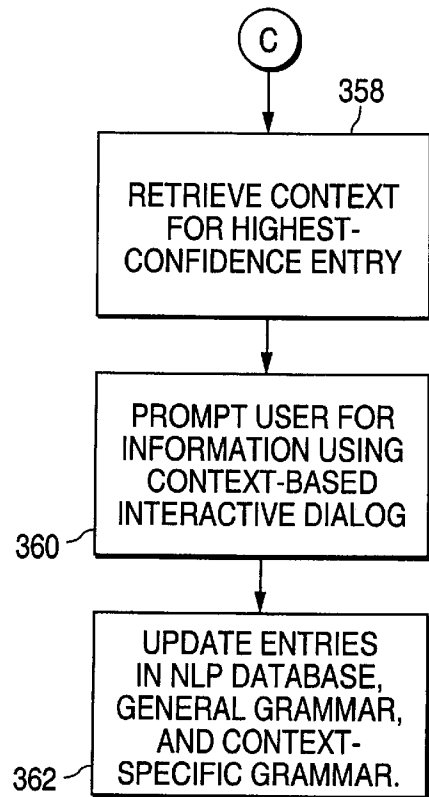 C
358
RETRIEVE CONTEXT
FOR HIGHEST-
CONFIDENCE ENTRY
PROMPT USER FOR
INFORMATION USING
CONTEXT-BASED
INTERACTIVE DIALOG
360
UPDATE ENTRIES
IN NLP DATABASE,
GENERAL GRAMMAR,
AND CONTEXT-
SPECIFIC GRAMMAR.
362